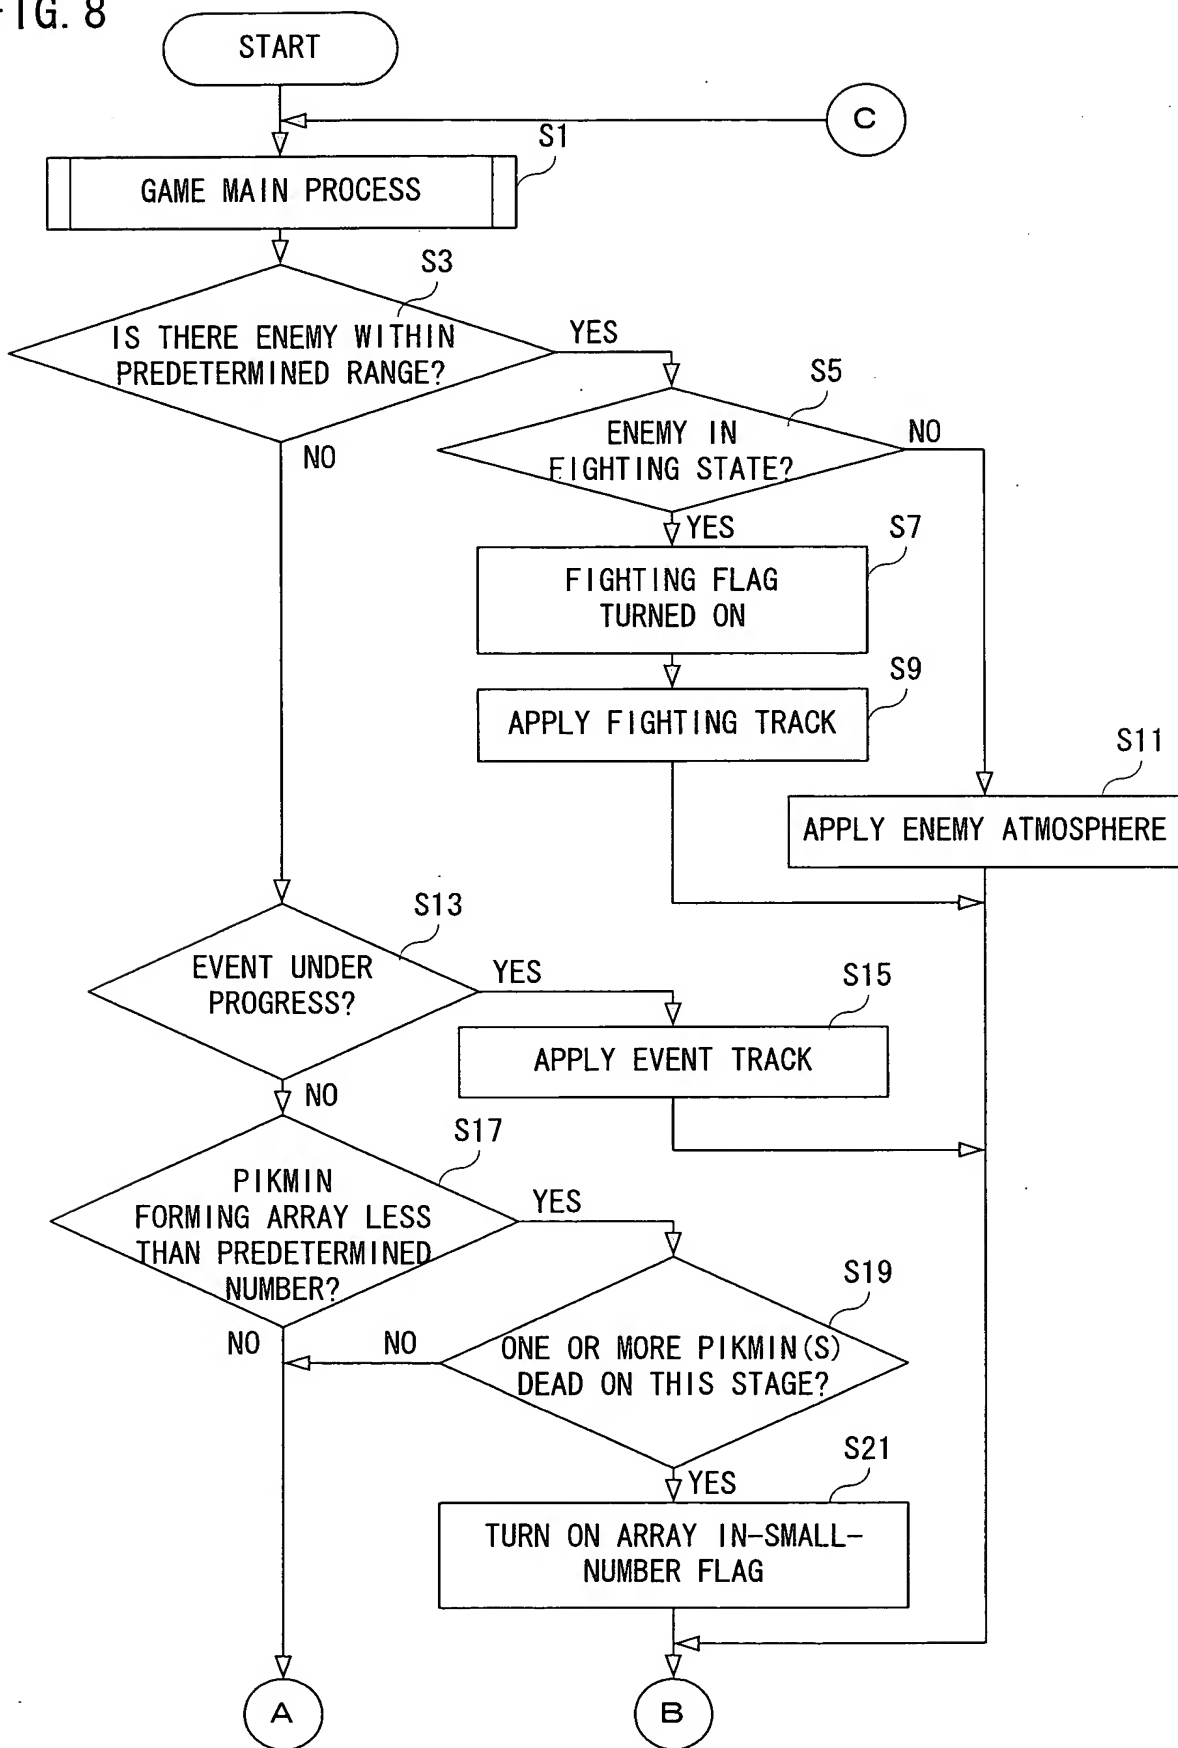 FIG. 8
START
C
S1
GAME MAIN PROCESS
S3
IS THERE ENEMY WITHIN
PREDETERMINED RANGE?
YES
NO
S5
ENEMY IN
FIGHTING STATE?
NO
YES
S7
FIGHTING FLAG
TURNED ON
S9
APPLY FIGHTING TRACK
S11
APPLY ENEMY ATMOSPHERE
S13
EVENT UNDER
PROGRESS?
YES
NO
S15
APPLY EVENT TRACK
S17
PIKMIN
FORMING ARRAY LESS
THAN PREDETERMINED
NUMBER?
YES
NO
S19
ONE OR MORE PIKMIN(S)
DEAD ON THIS STAGE?
NO
YES
S21
TURN ON ARRAY IN-SMALL-
NUMBER FLAG
A
B